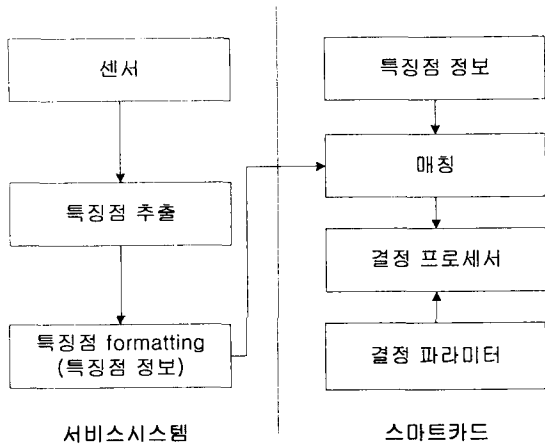 센서
특징점 추출
특징점 formatting
(특징점 정보)
서비스시스템
특징점 정보
매칭
결정 프로세서
결정 파라미터
스마트카드